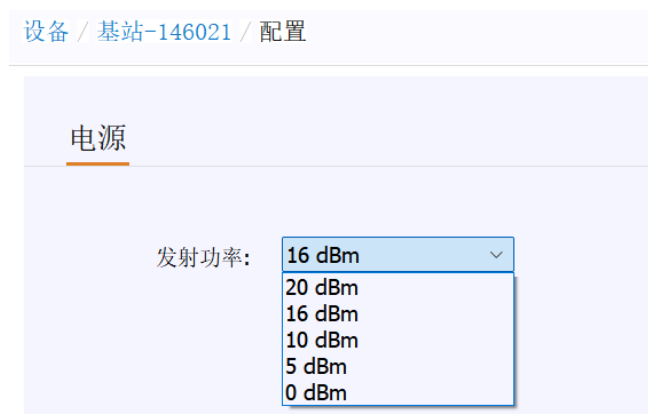 设备 / 基站-146021 / 配置
电源
发射功率: 16 dBm
20 dBm
16 dBm
10 dBm
5 dBm
0 dBm